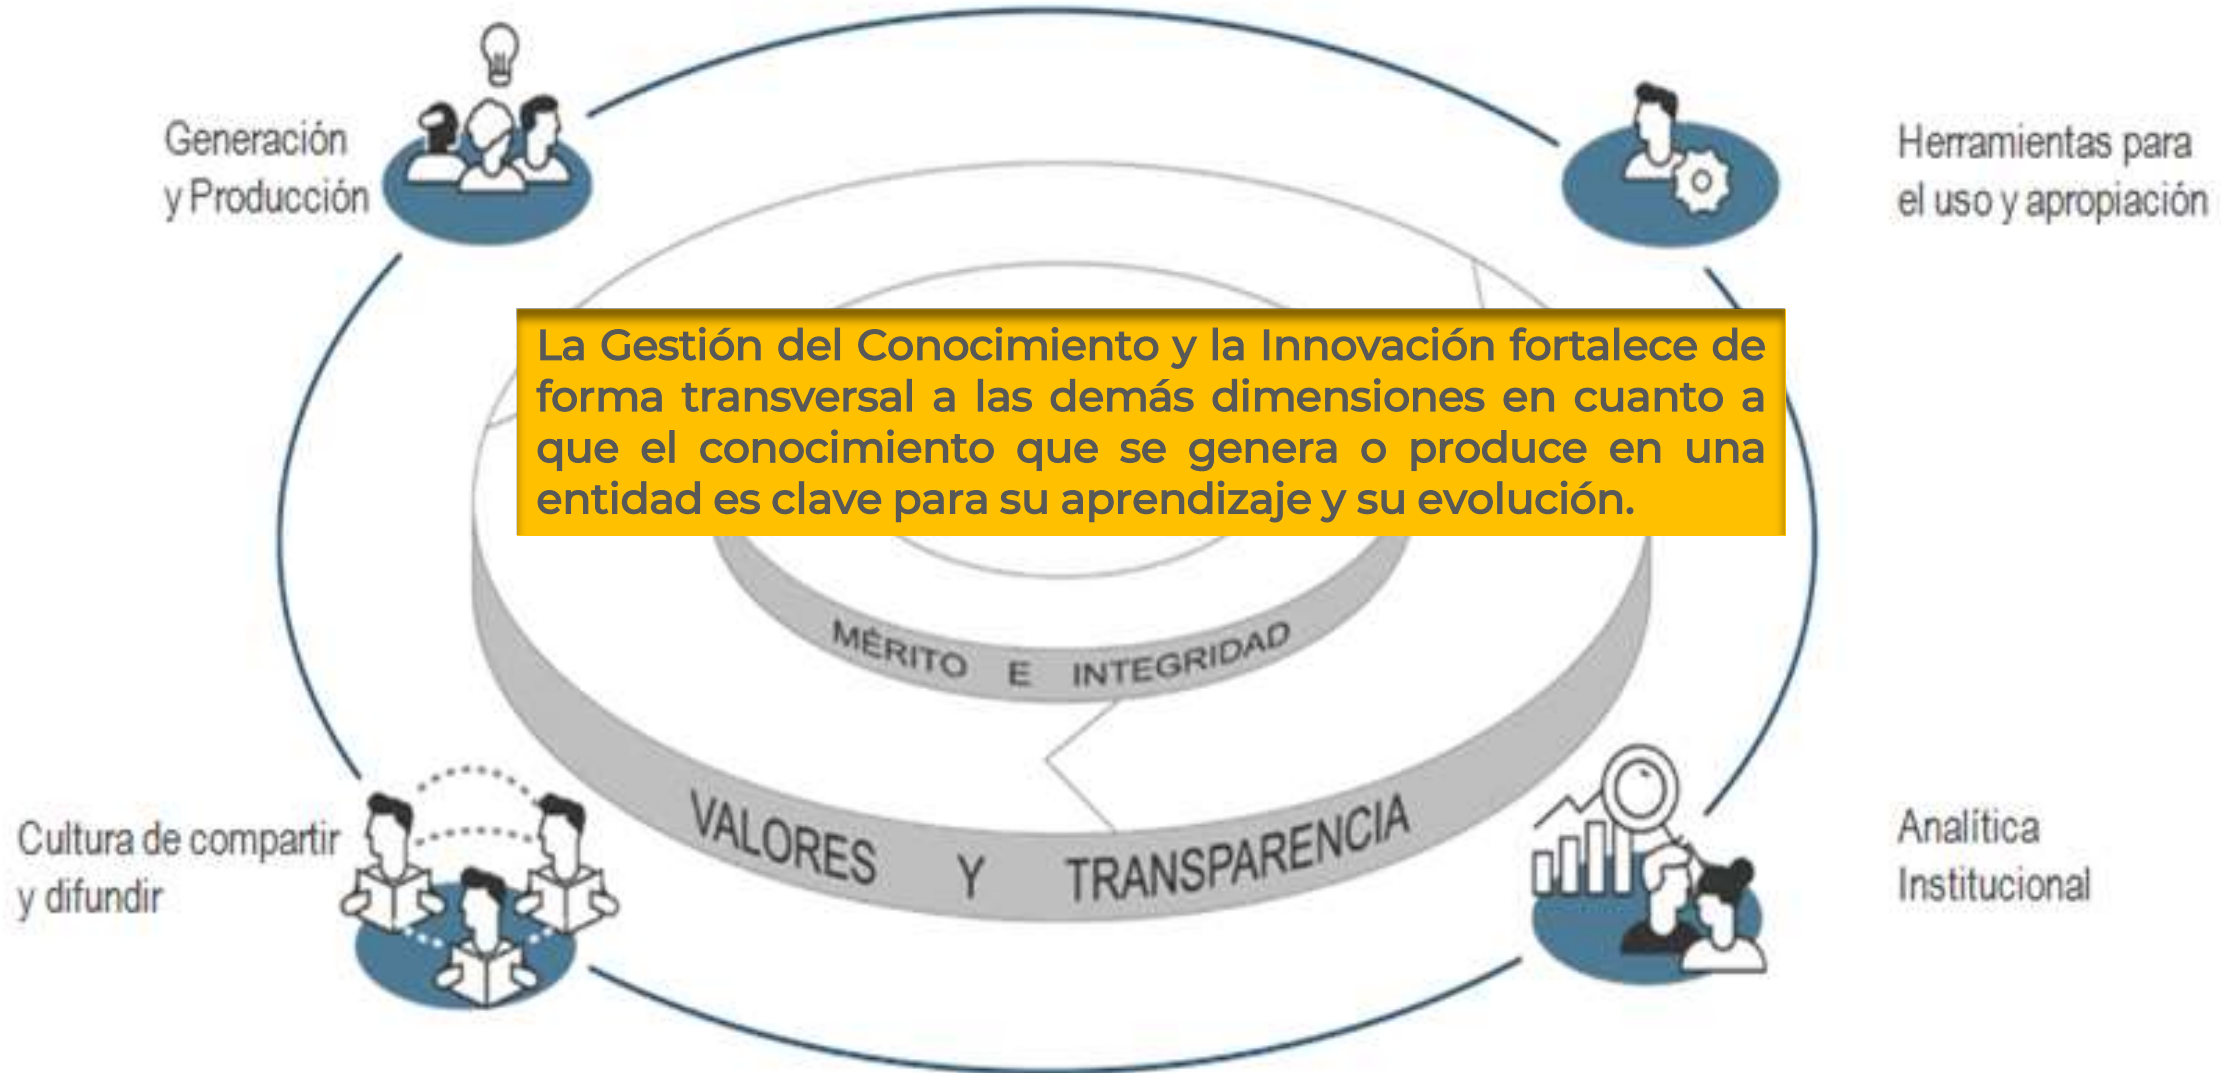 Generación
y Producción
Herramientas para
el uso y apropiación
La Gestión del Conocimiento y la Innovación fortalece de
forma transversal a las demás dimensiones en cuanto a
que el conocimiento que se genera o produce en una
entidad es clave para su aprendizaje y su evolución.
MÉRITO E INTEGRIDAD
VALORES Y TRANSPARENCIA
Cultura de compartir
y difundir
Analítica
Institucional